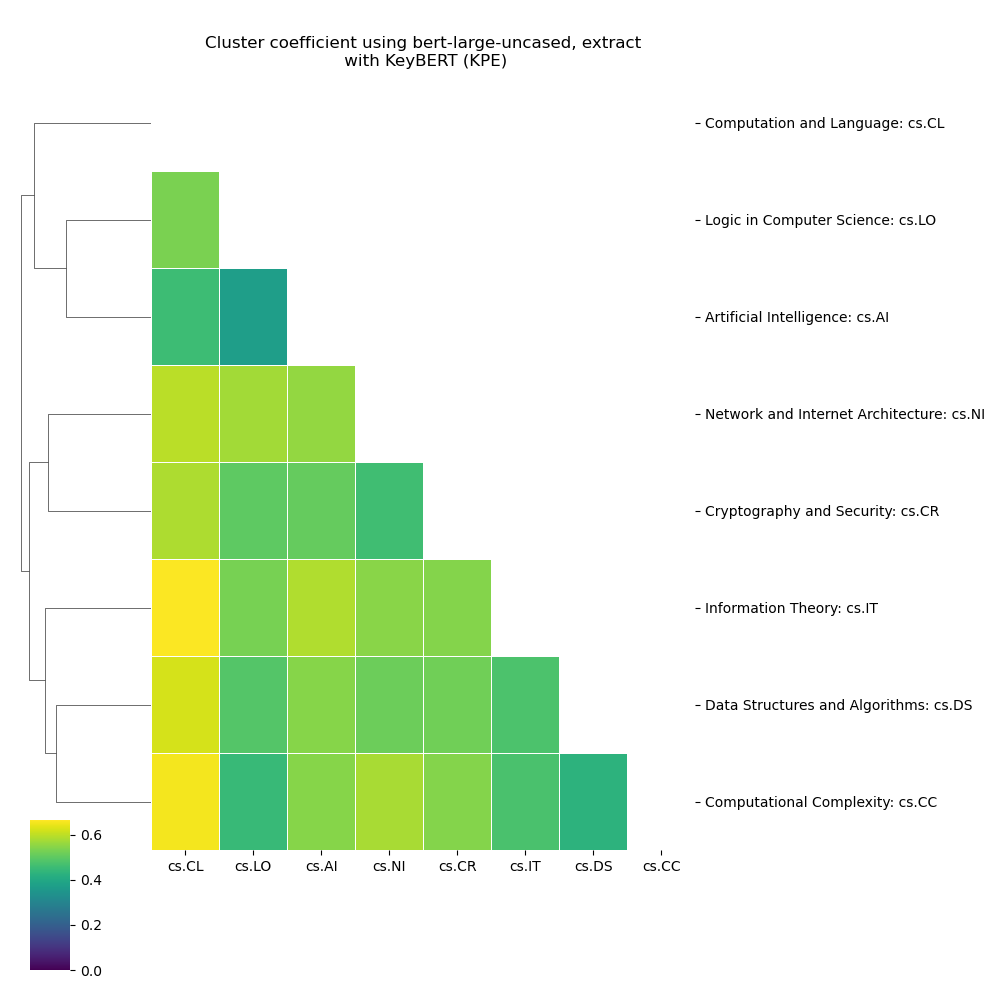 Cluster coefficient using bert-large-uncased, extract
with KeyBERT (KPE)
Computation and Language: cs.CL
Logic in Computer Science: cs.LO
Artificial Intelligence: cs.AI
Network and Internet Architecture: cs.NI
Cryptography and Security: cs.CR
Information Theory: cs.IT
Data Structures and Algorithms: cs.DS
Computational Complexity: cs.CC
0.6
0.4
0.2
0.0
cs.CL cs.LO cs.AI cs.NI cs.CR cs.IT cs.DS cs.CC